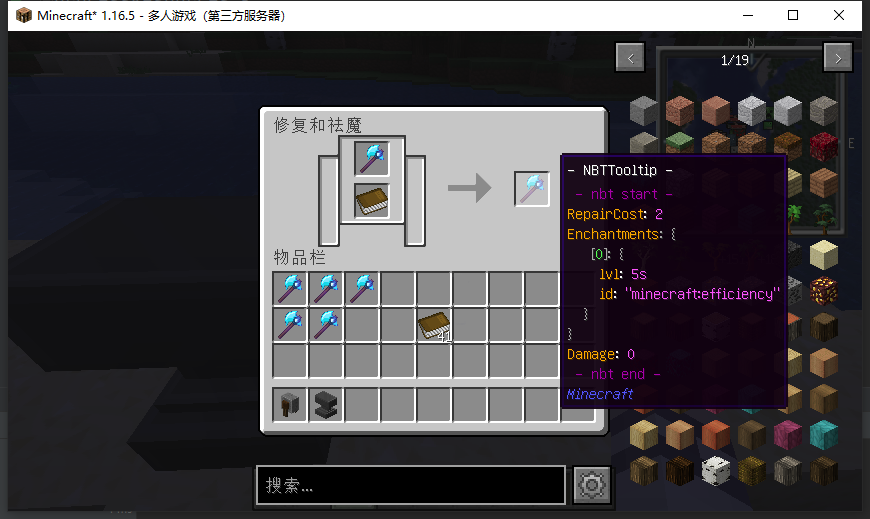 Minecraft* 1.16.5 - 多人游戏（第三方服务器）
N
<
1/19
>
修复和祛魔
E
- NBTTooltip -
- nbt start -
RepairCost: 2
Enchantments: {
[0]: {
lvl: 5s
id: "minecraft:efficiency"
}
}
Damage: 0
- nbt end -
Minecraft
物品栏
41
搜索...